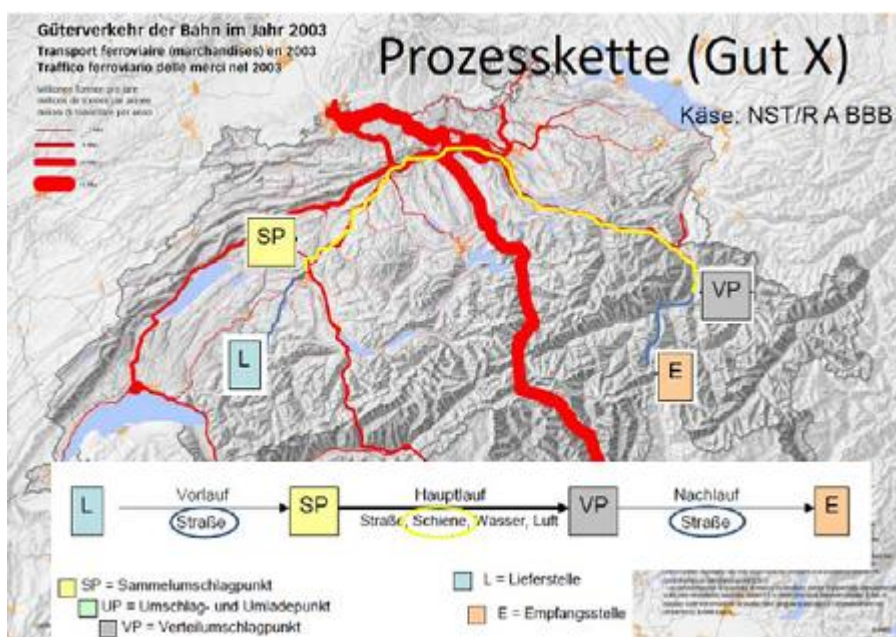 Güterverkehr der Bahn im Jahr 2003
Transport ferroviaire (marchandises) en 2003
Traffico ferroviario delle merci nel 2003
Prozesskette (Gut X)
Käse: NST/R A BBB
SP
L
VP
E
L
Vorlauf
Straße
SP
Hauptlauf
Straße, Schiene, Wasser, Luft
VP
Nachlauf
Straße
E
SP = Sammelumschlagpunkt
UP = Umschlag- und Umladepunkt
VP = Verteilumschlagpunkt
L = Lieferstelle
E = Empfangsstelle